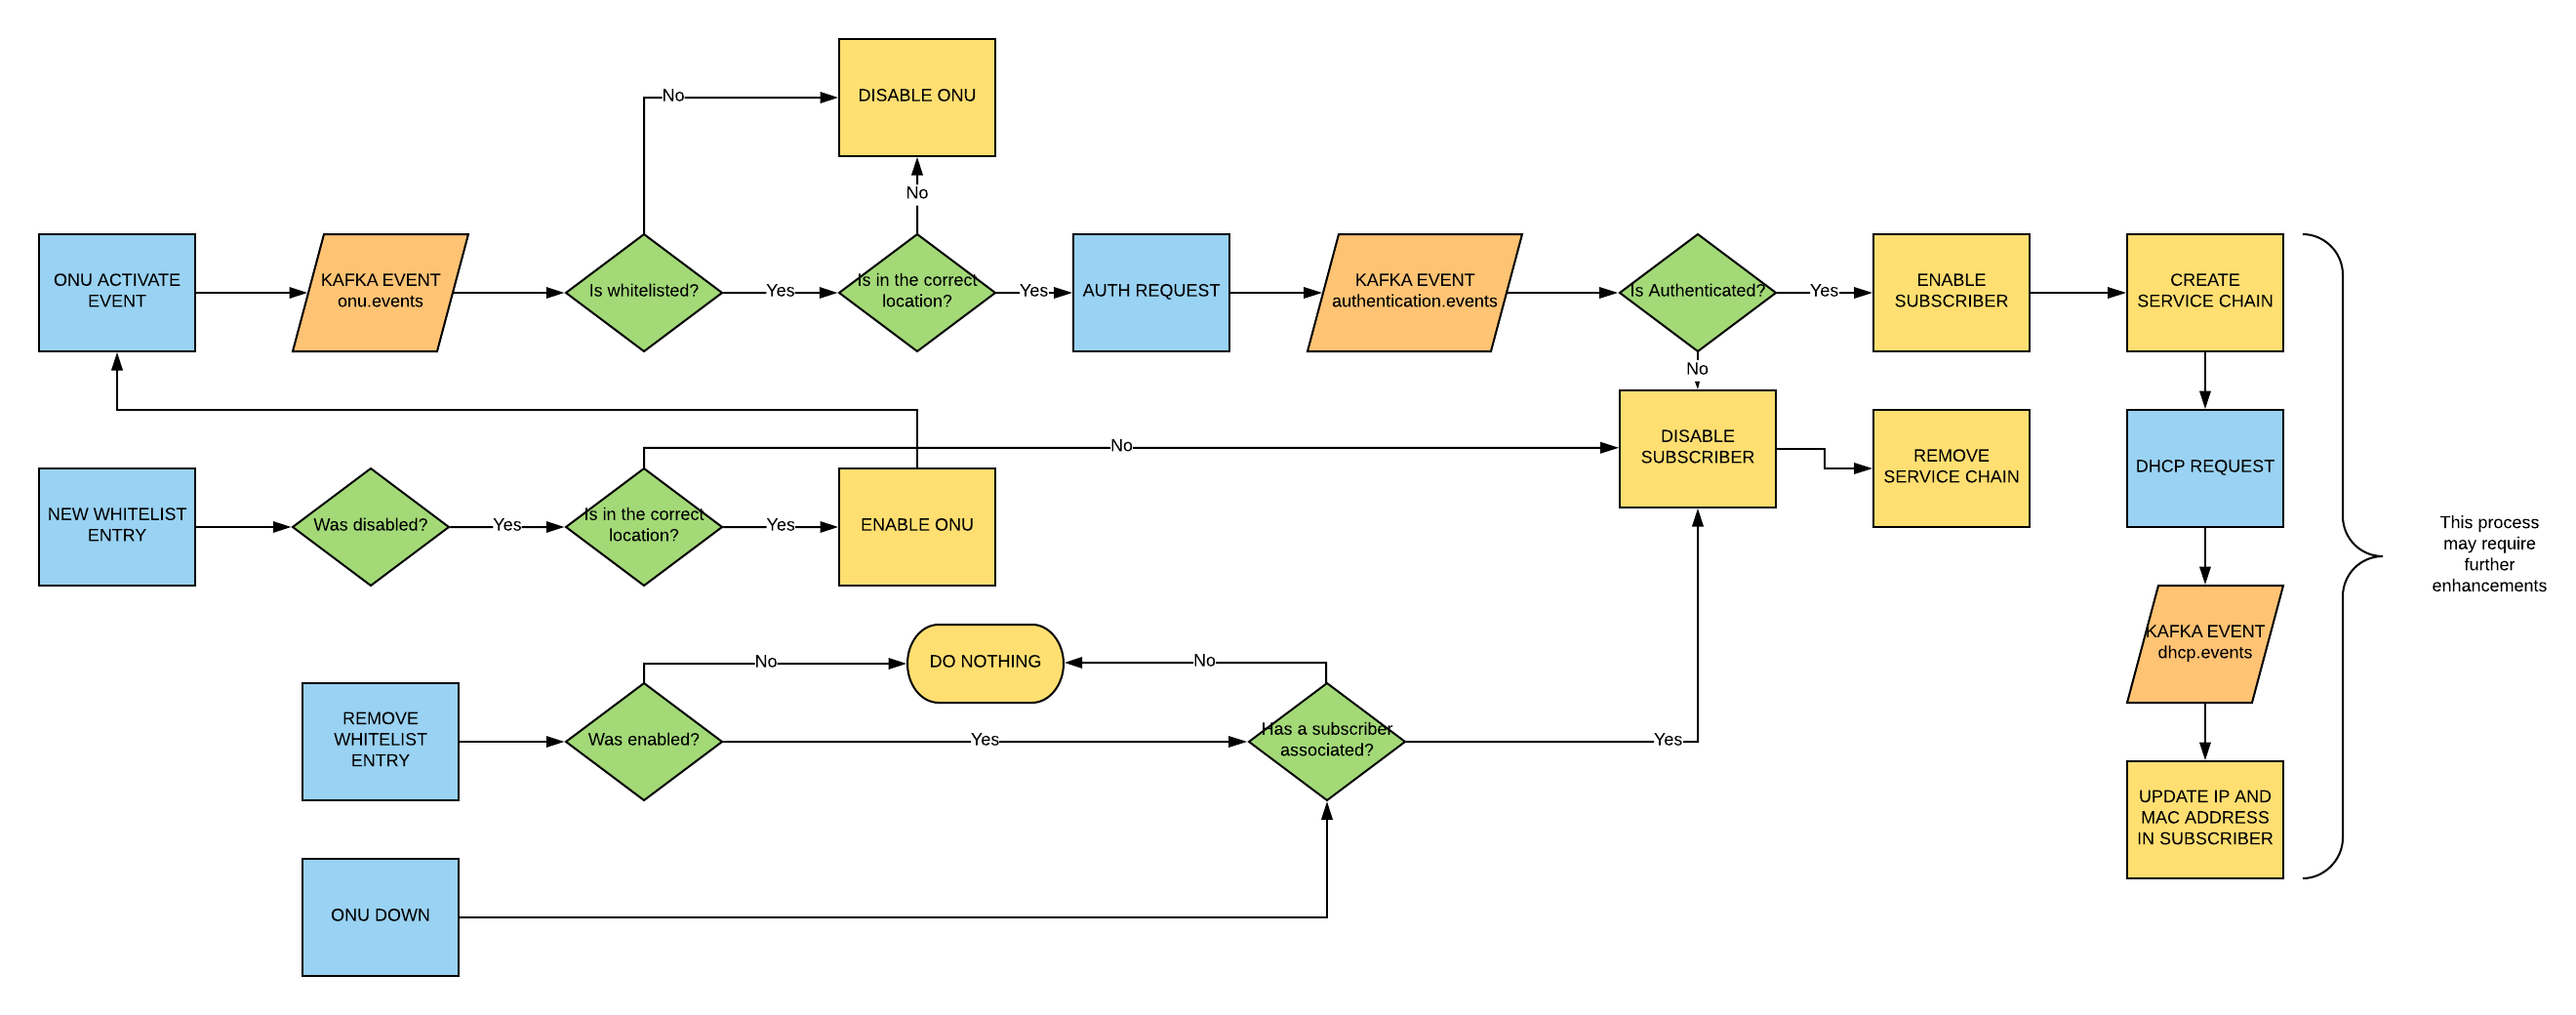 DISABLE ONU
No
No
ONU ACTIVATE
EVENT
KAFKA EVENT
onu.events
Is whitelisted?
Yes
Is in the correct
location?
Yes
AUTH REQUEST
KAFKA EVENT
authentication.events
Is Authenticated?
Yes
ENABLE
SUBSCRIBER
CREATE
SERVICE CHAIN
No
NEW WHITELIST
ENTRY
Was disabled?
Yes
Is in the correct
location?
Yes
ENABLE ONU
No
DISABLE
SUBSCRIBER
REMOVE
SERVICE CHAIN
DHCP REQUEST
This process
may require
further
enhancements
KAFKA EVENT
dhcp.events
REMOVE
WHITELIST
ENTRY
Was enabled?
No
DO NOTHING
No
Yes
Has a subscriber
associated?
Yes
UPDATE IP AND
MAC ADDRESS
IN SUBSCRIBER
ONU DOWN